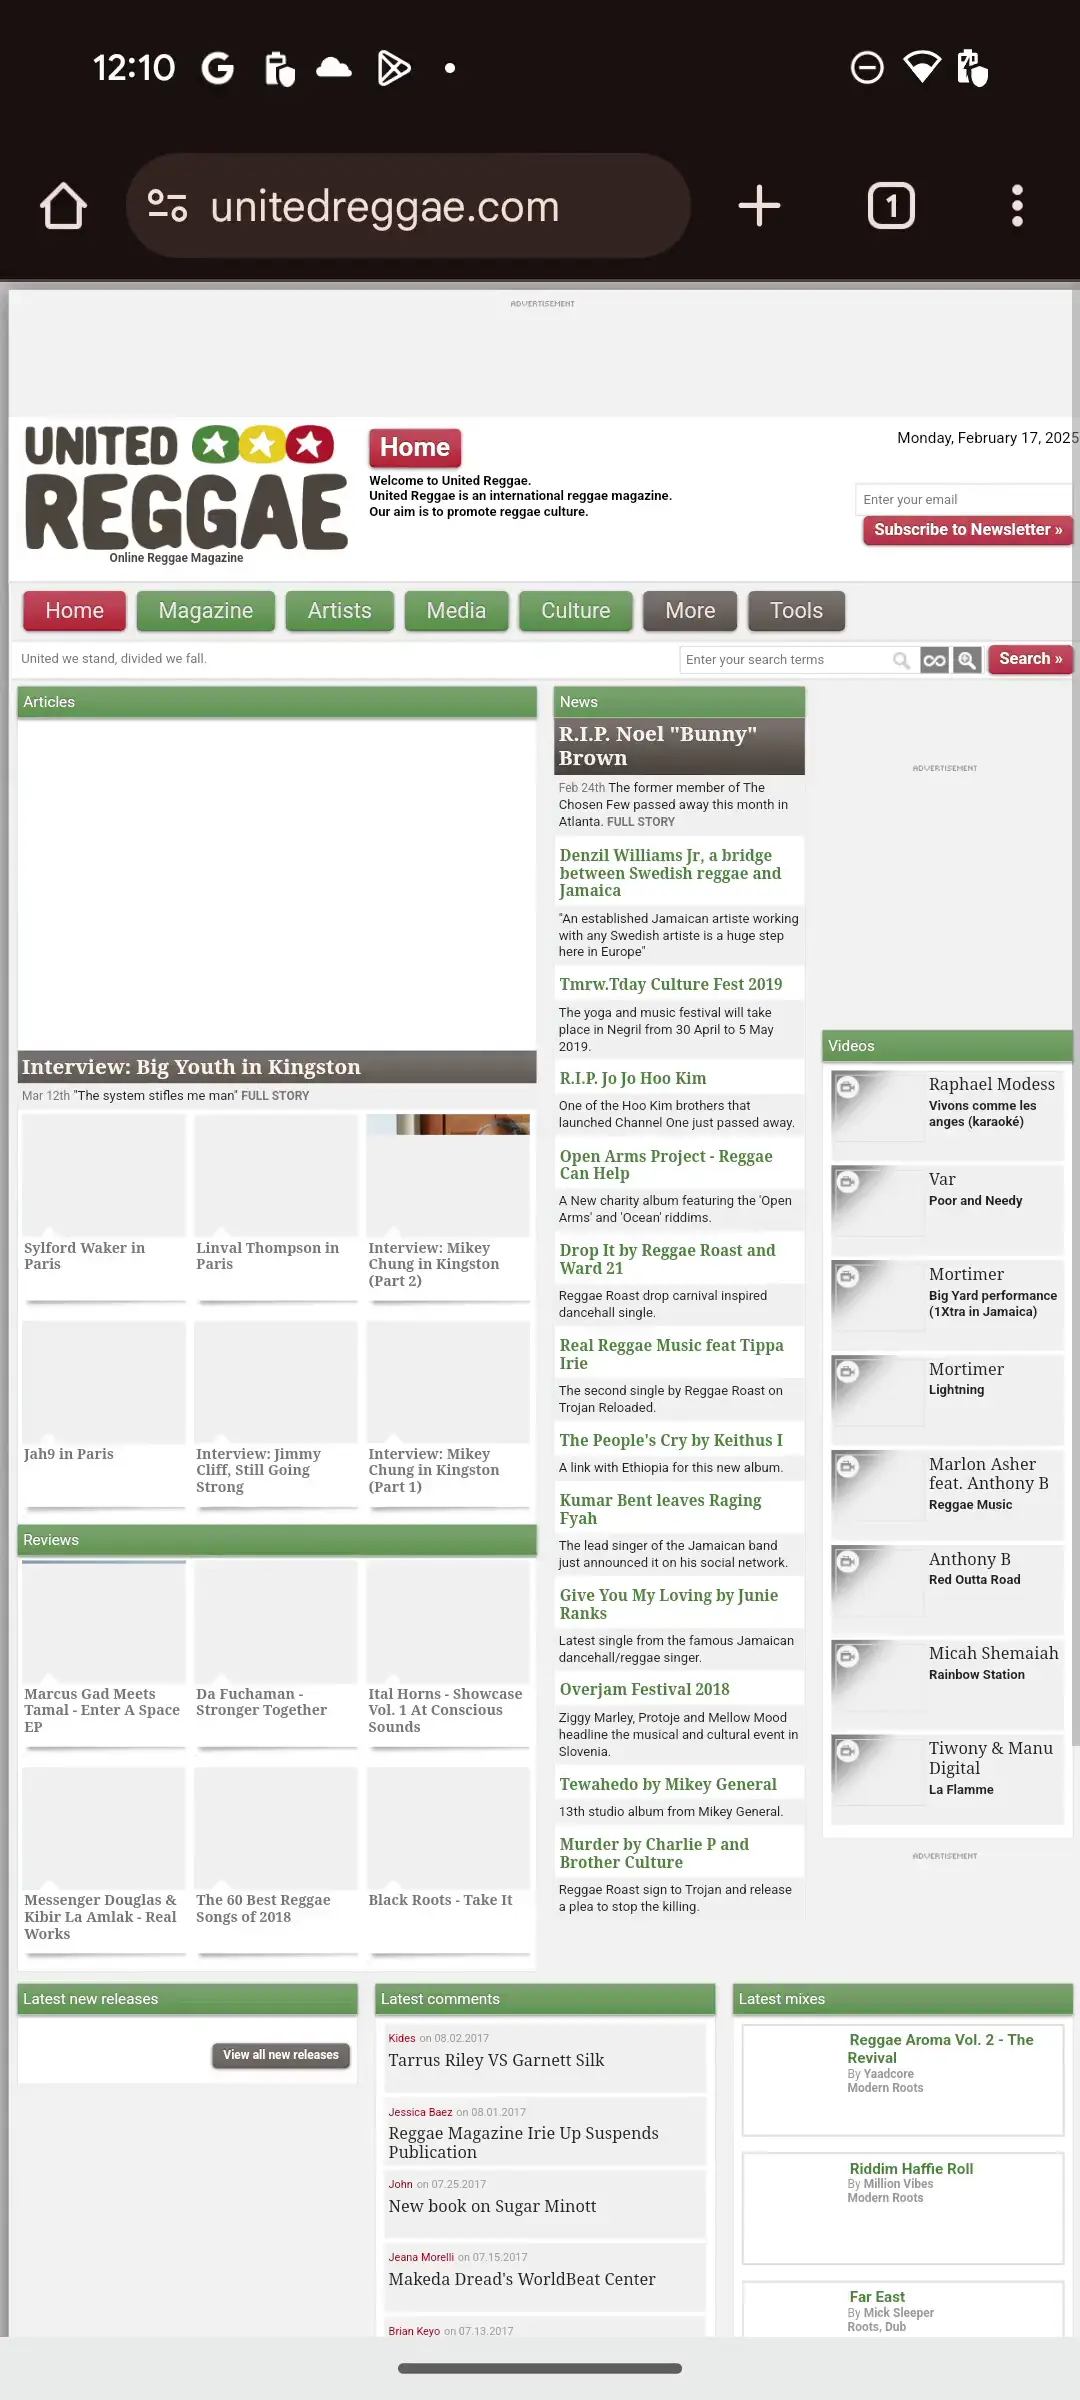 12:10
unitedreggae.com
1
ADVERTISEMENT
UNITED
REGGAE
Online Reggae Magazine
Home
Welcome to United Reggae.
United Reggae is an international reggae magazine.
Our aim is to promote reggae culture.
Monday, February 17, 2025
Enter your email
Subscribe to Newsletter »
Home
Magazine
Artists
Media
Culture
More
Tools
United we stand, divided we fall.
Enter your search terms
Search »
Articles
Interview: Big Youth in Kingston
Mar 12th "The system stifles me man" FULL STORY
Sylford Waker in
Paris
Linval Thompson in
Paris
Interview: Mikey
Chung in Kingston
(Part 2)
Jah9 in Paris
Interview: Jimmy
Cliff, Still Going
Strong
Interview: Mikey
Chung in Kingston
(Part 1)
Reviews
Marcus Gad Meets
Tamal - Enter A Space
EP
Da Fuchaman -
Stronger Together
Ital Horns - Showcase
Vol. 1 At Conscious
Sounds
Messenger Douglas &
Kibir La Amlak - Real
Works
The 60 Best Reggae
Songs of 2018
Black Roots - Take It
News
R.I.P. Noel "Bunny"
Brown
Feb 24th The former member of The
Chosen Few passed away this month in
Atlanta. FULL STORY
Denzil Williams Jr, a bridge
between Swedish reggae and
Jamaica
"An established Jamaican artiste working
with any Swedish artiste is a huge step
here in Europe"
Tmrw.Tday Culture Fest 2019
The yoga and music festival will take
place in Negril from 30 April to 5 May
2019.
R.I.P. Jo Jo Hoo Kim
One of the Hoo Kim brothers that
launched Channel One just passed away.
Open Arms Project - Reggae
Can Help
A New charity album featuring the 'Open
Arms' and 'Ocean' riddims.
Drop It by Reggae Roast and
Ward 21
Reggae Roast drop carnival inspired
dancehall single.
Real Reggae Music feat Tippa
Irie
The second single by Reggae Roast on
Trojan Reloaded.
The People's Cry by Keithus I
A link with Ethiopia for this new album.
Kumar Bent leaves Raging
Fyah
The lead singer of the Jamaican band
just announced it on his social network.
Give You My Loving by Junie
Ranks
Latest single from the famous Jamaican
dancehall/reggae singer.
Overjam Festival 2018
Ziggy Marley, Protoje and Mellow Mood
headline the musical and cultural event in
Slovenia.
Tewahedo by Mikey General
13th studio album from Mikey General.
Murder by Charlie P and
Brother Culture
Reggae Roast sign to Trojan and release
a plea to stop the killing.
ADVERTISEMENT
Videos
Raphael Modess
Vivons comme les
anges (karaoké)
Var
Poor and Needy
Mortimer
Big Yard performance
(1Xtra in Jamaica)
Mortimer
Lightning
Marlon Asher
feat. Anthony B
Reggae Music
Anthony B
Red Outta Road
Micah Shemaiah
Rainbow Station
Tiwony & Manu
Digital
La Flamme
ADVERTISEMENT
Latest new releases
View all new releases
Latest comments
Kides on 08.02.2017
Tarrus Riley VS Garnett Silk
Jessica Baez on 08.01.2017
Reggae Magazine Irie Up Suspends
Publication
John on 07.25.2017
New book on Sugar Minott
Jeana Morelli on 07.15.2017
Makeda Dread's WorldBeat Center
Brian Keyo on 07.13.2017
Latest mixes
Reggae Aroma Vol. 2 - The
Revival
By Yaadcore
Modern Roots
Riddim Haffie Roll
By Million Vibes
Modern Roots
Far East
By Mick Sleeper
Roots, Dub